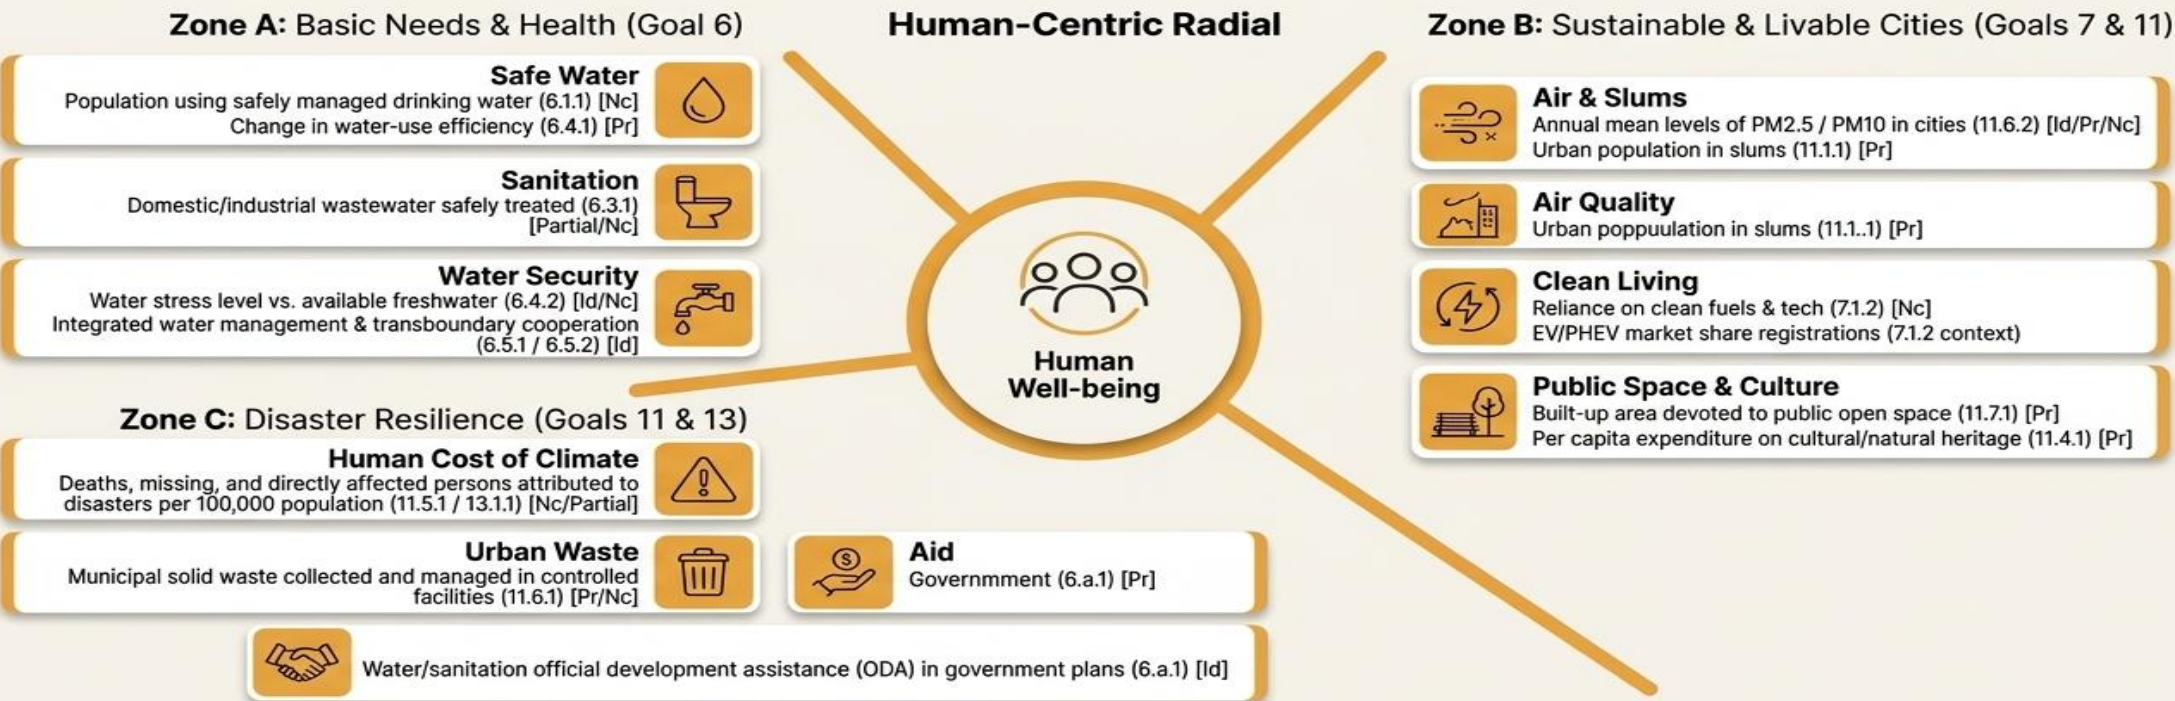 Human-Centric Radial
Zone A: Basic Needs & Health (Goal 6)
Safe Water
Population using safely managed drinking water (6.1.1) [Nc]
Change in water-use efficiency (6.4.1) [Pr]
Sanitation
Domestic/industrial wastewater safely treated (6.3.1)
[Partial/Nc]
Water Security
Water stress level vs. available freshwater (6.4.2) [Id/Nc]
Integrated water management & transboundary cooperation
(6.5.1 / 6.5.2) [Id]
Zone B: Sustainable & Livable Cities (Goals 7 & 11)
Air & Slums
Annual mean levels of PM2.5 / PM10 in cities (11.6.2) [Id/Pr/Nc]
Urban population in slums (11.1.1) [Pr]
Air Quality
Urban poppuulation in slums (11.1..1) [Pr]
Clean Living
Reliance on clean fuels & tech (7.1.2) [Nc]
EV/PHEV market share registrations (7.1.2 context)
Public Space & Culture
Built-up area devoted to public open space (11.7.1) [Pr]
Per capita expenditure on cultural/natural heritage (11.4.1) [Pr]
Human
Well-being
Zone C: Disaster Resilience (Goals 11 & 13)
Human Cost of Climate
Deaths, missing, and directly affected persons attributed to
disasters per 100,000 population (11.5.1 / 13.1.1) [Nc/Partial]
Urban Waste
Municipal solid waste collected and managed in controlled
facilities (11.6.1) [Pr/Nc]
$
Aid
Governmment (6.a.1) [Pr]
Water/sanitation official development assistance (ODA) in government plans (6.a.1) [Id]